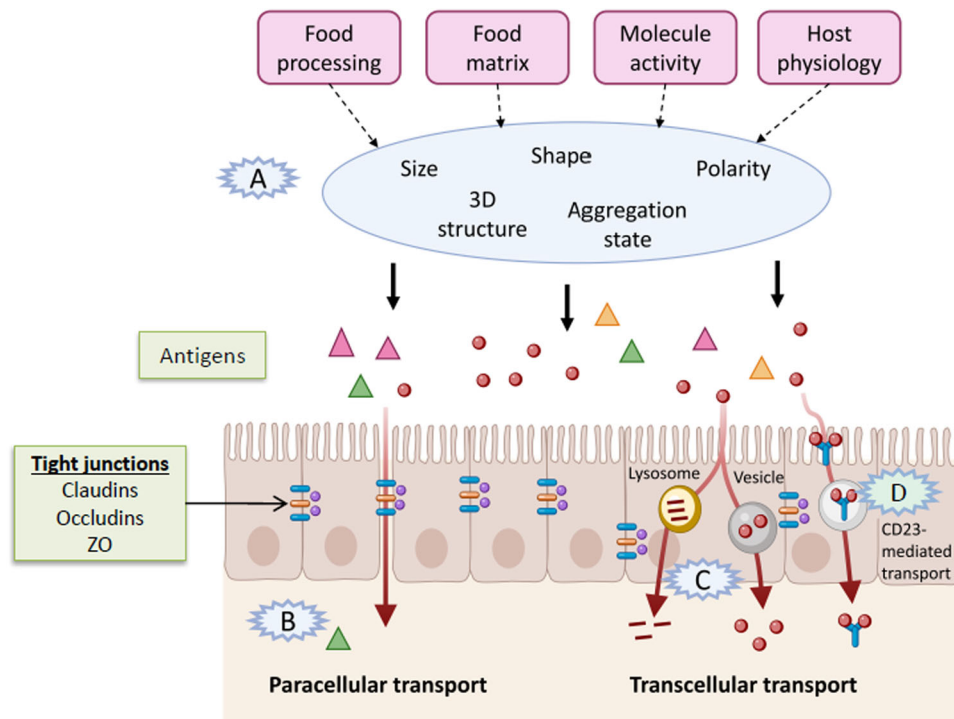 Food
processing
Food
matrix
Molecule
activity
Host
physiology
A
Size
Shape
Polarity
3D
structure
Aggregation
state
Antigens
Tight junctions
Claudins
Occludins
ZO
Lysosome
Vesicle
D
CD23-
mediated
transport
C
B
Paracellular transport
Transcellular transport